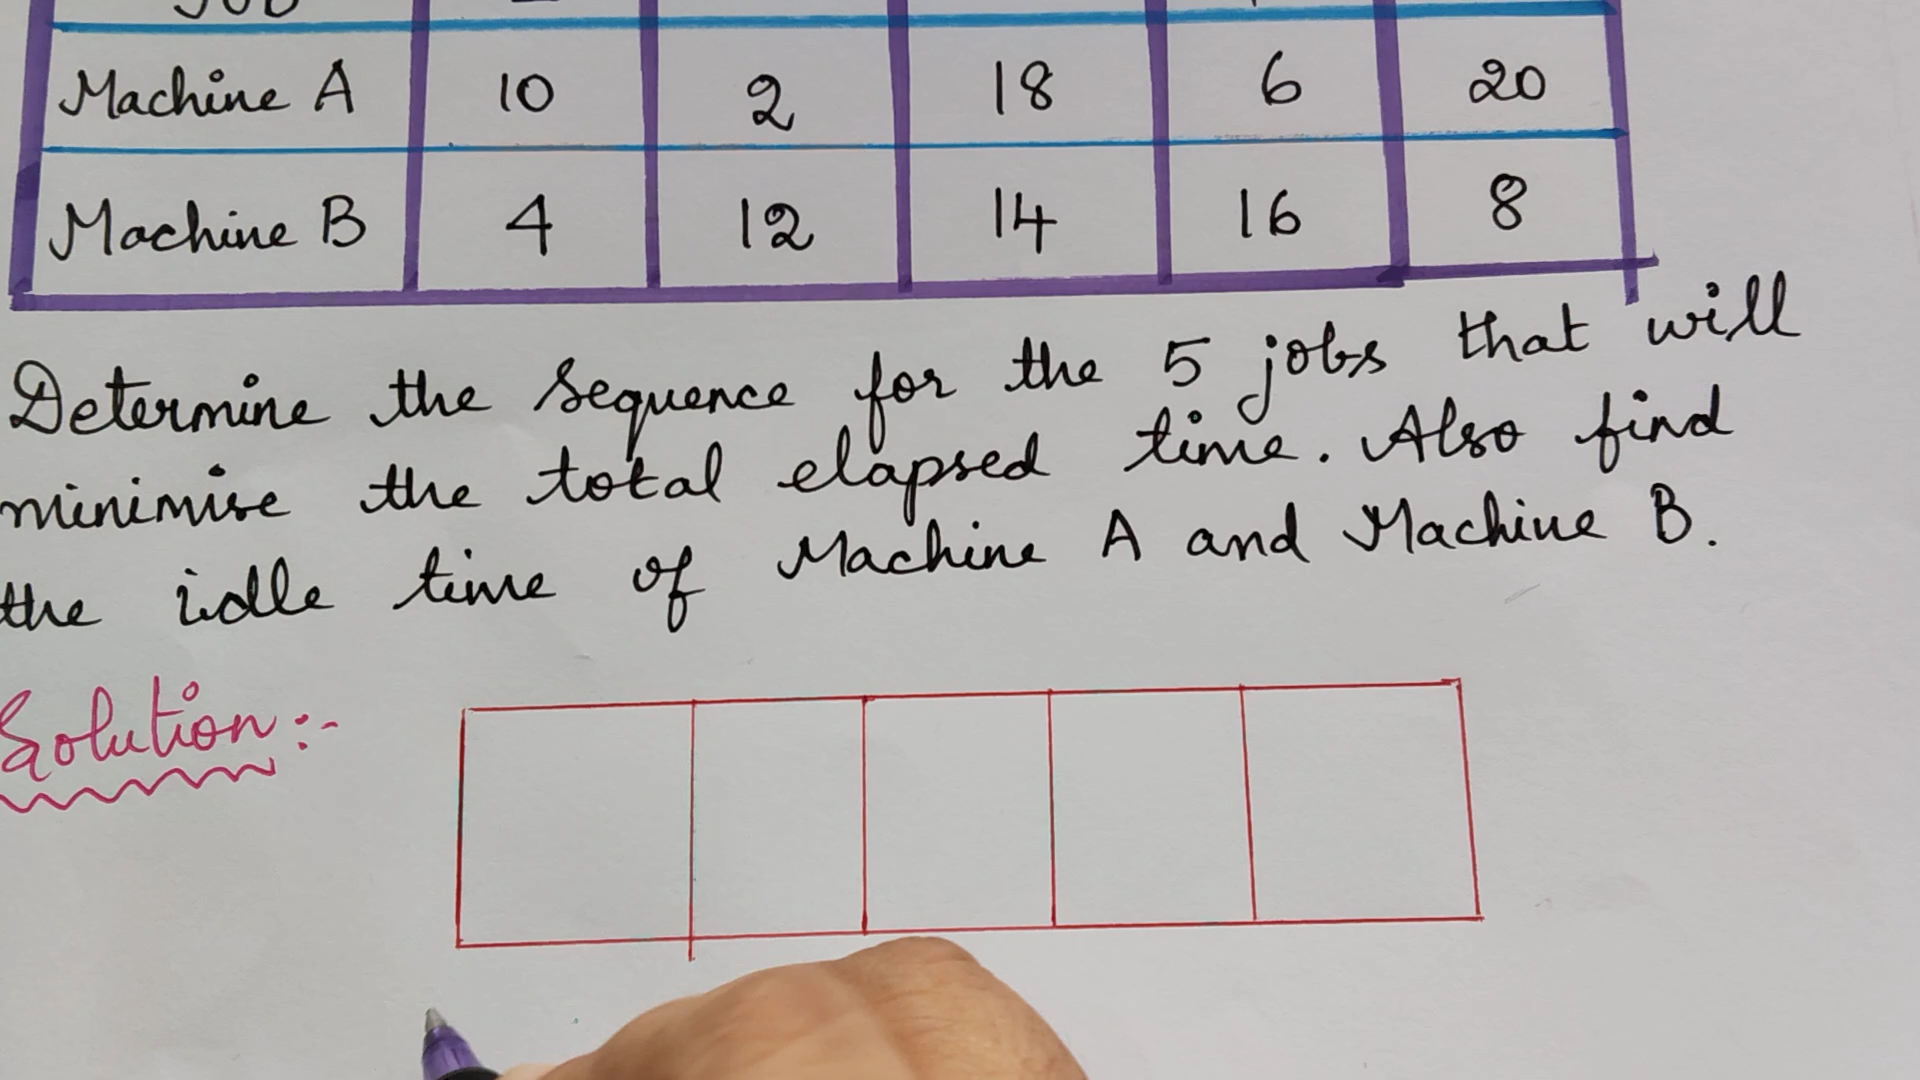 Job
Machine A 10 2 18 6 20
Machine B 4 12 14 16 8
Determine the sequence for the 5 jobs that will
minimise the total elapsed time. Also find
the idle time of Machine A and Machine B.
Solution:-